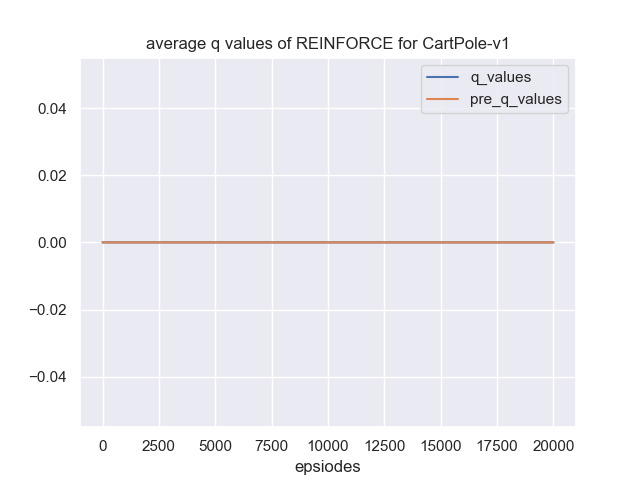 average q values of REINFORCE for CartPole-v1
q_values
pre_q_values
0.04
0.02
0.00
−0.02
−0.04
0 2500 5000 7500 10000 12500 15000 17500 20000
epsiodes